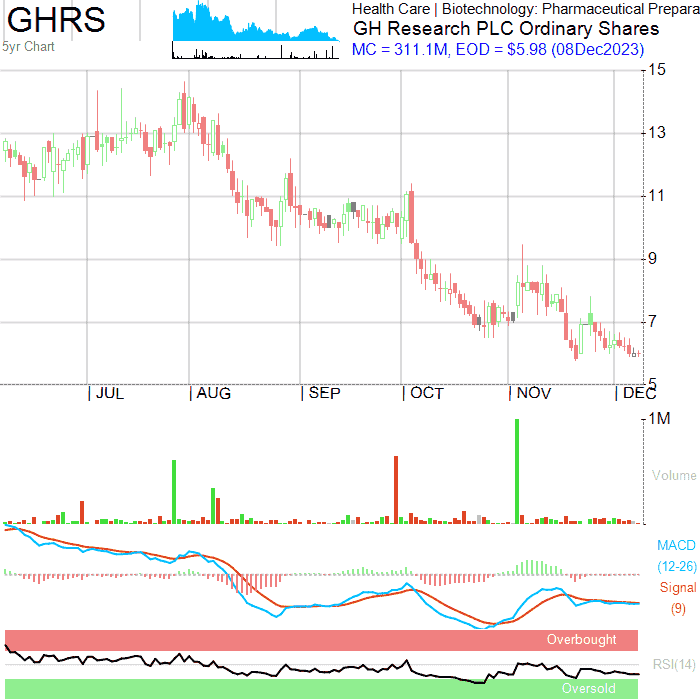 GHRS
5yr Chart
Health Care | Biotechnology: Pharmaceutical Prepara
GH Research PLC Ordinary Shares
MC = 311.1M, EOD = $5.98 (08Dec2023)
15
13
11
9
7
5
| JUL | AUG | SEP | OCT | NOV | DEC
1M
Volume
MACD
(12-26)
Signal
(9)
Overbought
RSI(14)
Oversold